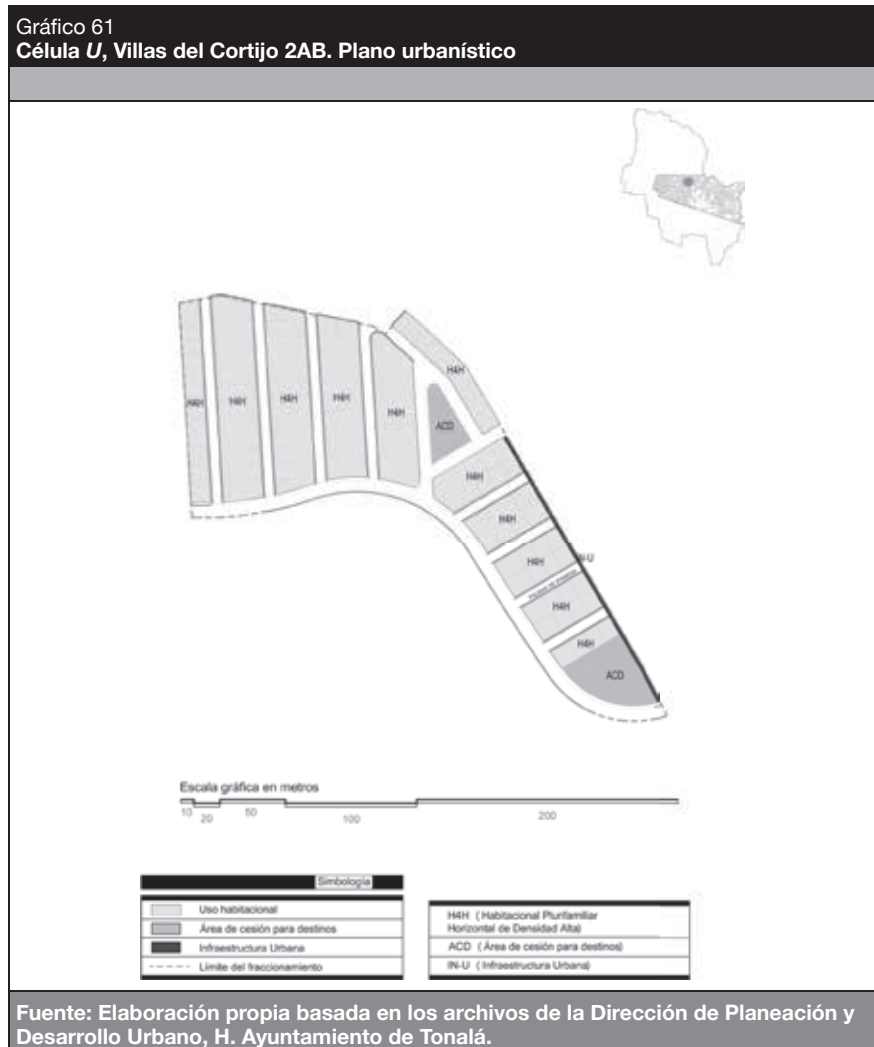 Gráfico 61
Célula U, Villas del Cortijo 2AB. Plano urbanístico
H4H
H4H
H4H
H4H
H4H
H4H
ACD
H4H
H4H
H4H
IN-U
H4H
H4H
ACD
Escala gráfica en metros
10
20
50
100
200
Simbología
Uso habitacional
Área de cesión para destinos
Infraestructura Urbana
Límite del fraccionamiento
H4H ( Habitacional Plurifamiliar
Horizontal de Densidad Alta)
ACD ( Área de cesión para destinos)
IN-U ( Infraestructura Urbana)
Fuente: Elaboración propia basada en los archivos de la Dirección de Planeación y
Desarrollo Urbano, H. Ayuntamiento de Tonalá.